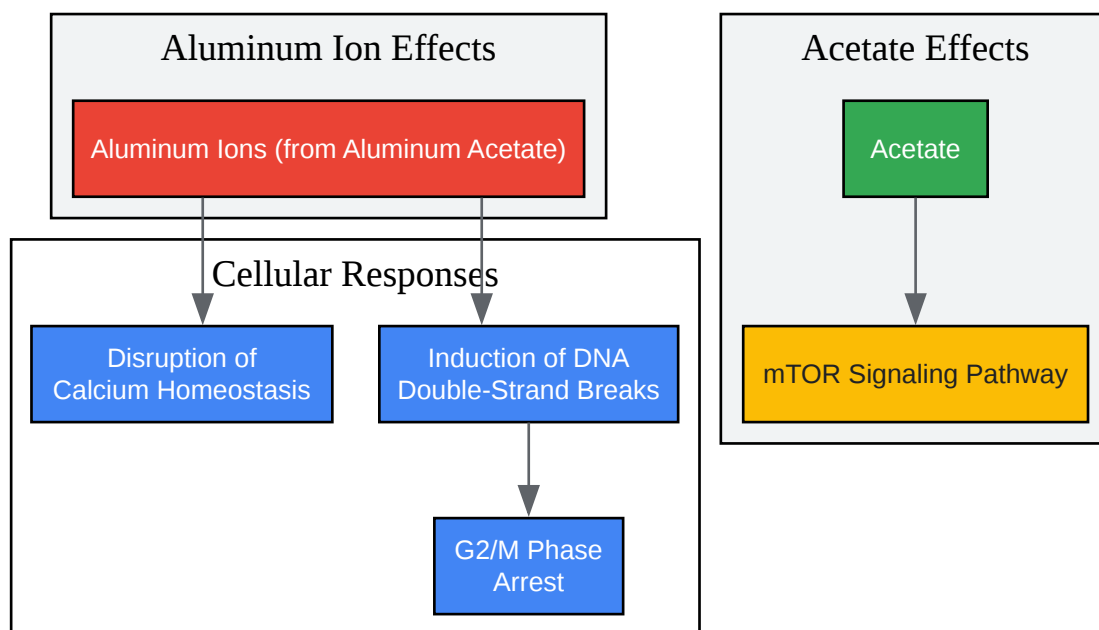 Aluminum Ion Effects
Aluminum Ions (from Aluminum Acetate)
Cellular Responses
Disruption of
Calcium Homeostasis
Induction of DNA
Double-Strand Breaks
G2/M Phase
Arrest
Acetate Effects
Acetate
mTOR Signaling Pathway